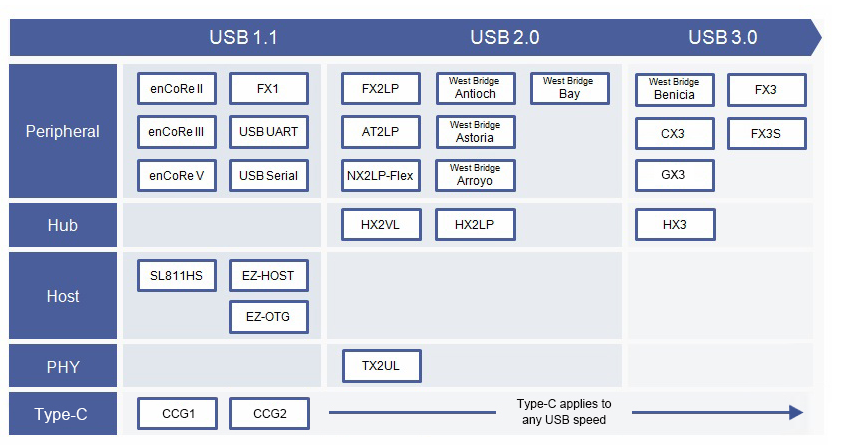 USB 1.1 USB 2.0 USB 3.0
Peripheral
enCoRe II FX1 FX2LP West Bridge Antioch West Bridge Bay West Bridge Benicia FX3
enCoRe III USB UART AT2LP West Bridge Astoria CX3 FX3S
enCoRe V USB Serial NX2LP-Flex West Bridge Arroyo GX3
Hub HX2VL HX2LP HX3
Host
SL811HS EZ-HOST
EZ-OTG
PHY TX2UL
Type-C CCG1 CCG2
Type-C applies to
any USB speed